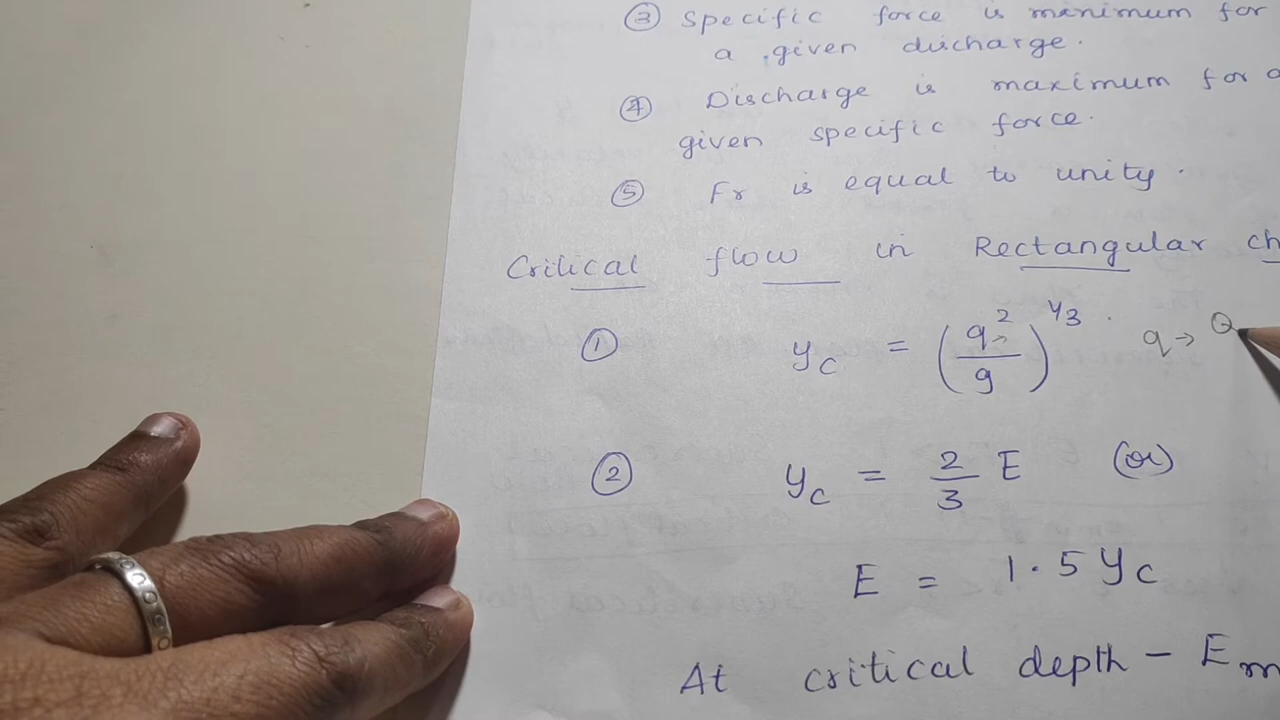 ③ Specific force is minimum for
a given discharge.
④ Discharge is maximum for a
given specific force.
⑤ Fr is equal to unity.
Critical flow in Rectangular ch
① yc = (q²/g)^1/3. q → Q
② yc = 2/3 E (or)
E = 1.5 yc
At critical depth - Em